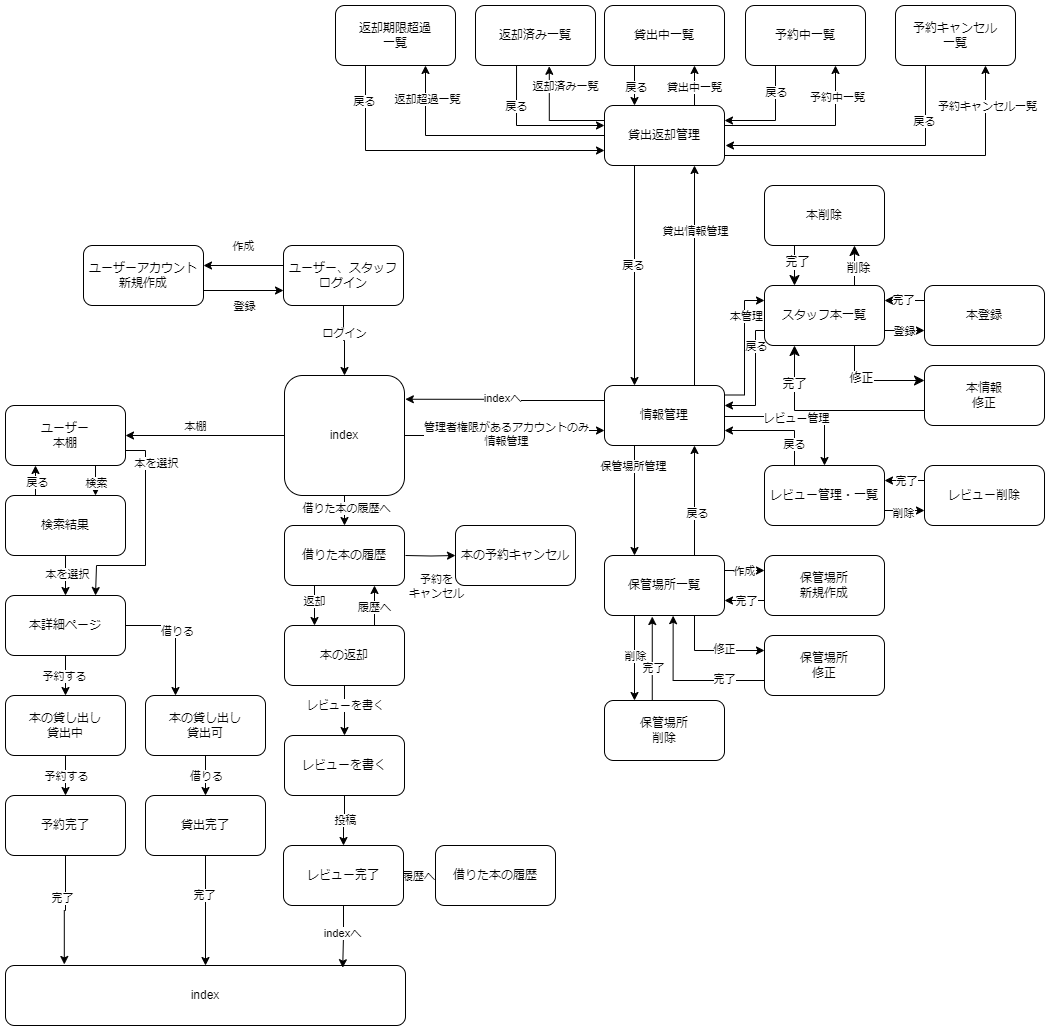 返却期限超過
一覧
返却済み一覧
貸出中一覧
予約中一覧
予約キャンセル
一覧
戻る
返却超過一覧
戻る
返却済み一覧
戻る
貸出中一覧
戻る
予約中一覧
戻る
予約キャンセル一覧
貸出返却管理
戻る
貸出情報管理
本削除
完了
削除
スタッフ本一覧
完了
登録
本登録
本管理
戻る
修正
完了
本情報
修正
ユーザーアカウント
新規作成
作成
登録
ユーザー、スタッフ
ログイン
ログイン
index
indexへ
管理者権限があるアカウントのみ
情報管理
情報管理
レビュー管理
戻る
レビュー管理・一覧
完了
削除
レビュー削除
本棚
ユーザー
本棚
本を選択
戻る
検索
検索結果
本を選択
本詳細ページ
借りる
予約する
本の貸し出し
貸出中
本の貸し出し
貸出可
予約する
借りる
予約完了
貸出完了
完了
完了
借りた本の履歴へ
借りた本の履歴
予約を
キャンセル
本の予約キャンセル
返却
履歴へ
本の返却
レビューを書く
レビューを書く
投稿
レビュー完了
履歴へ
借りた本の履歴
indexへ
index
保管場所管理
戻る
保管場所一覧
作成
完了
保管場所
新規作成
修正
完了
保管場所
修正
削除
完了
保管場所
削除